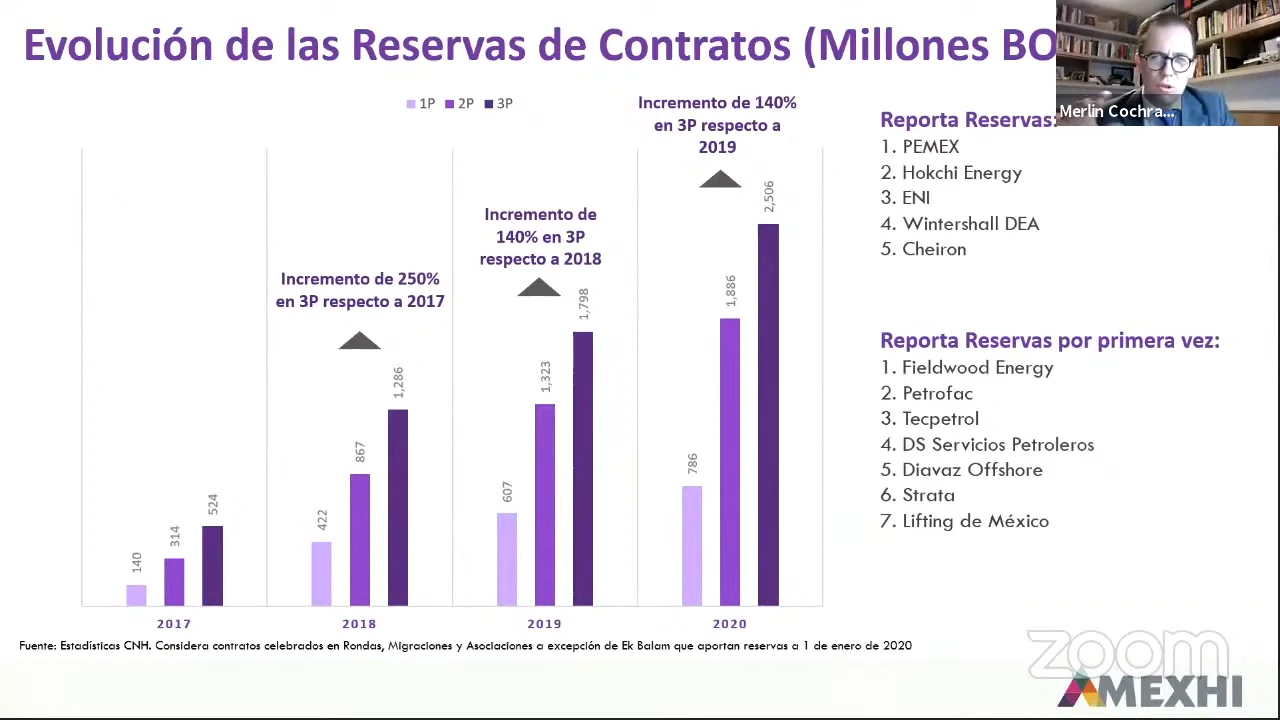 Evolución de las Reservas de Contratos (Millones BO
Merlin Cochra...
1P 2P 3P
Incremento de 140%
en 3P respecto a
2019
Incremento de
140% en 3P
respecto a 2018
Incremento de 250%
en 3P respecto a 2017
140
314
524
422
867
1,286
607
1,323
1,798
786
1,886
2,506
2017
2018
2019
2020
Reporta Reservas:
1. PEMEX
2. Hokchi Energy
3. ENI
4. Wintershall DEA
5. Cheiron
Reporta Reservas por primera vez:
1. Fieldwood Energy
2. Petrofac
3. Tecpetrol
4. DS Servicios Petroleros
5. Diavaz Offshore
6. Strata
7. Lifting de México
Fuente: Estadísticas CNH. Considera contratos celebrados en Rondas, Migraciones y Asociaciones a excepción de Ek Balam que aportan reservas a 1 de enero de 2020
zoom
AMEXHI